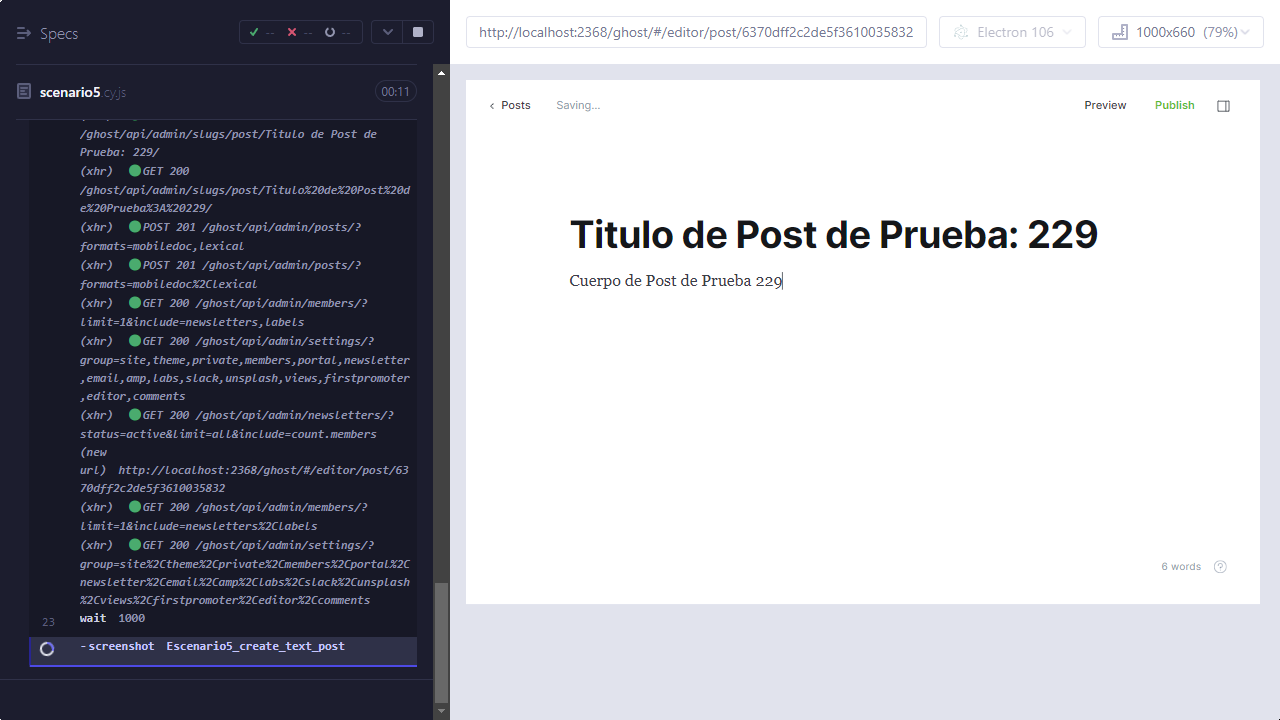 Specs
--
--
--
scenario5.cy.js
00:11
/ghost/api/admin/slugs/post/Titulo de Post de
Prueba: 229/
(xhr) GET 200
/ghost/api/admin/slugs/post/Titulo%20de%20Post%20d
e%20Prueba%3A%20229/
(xhr) POST 201 /ghost/api/admin/posts/?
formats=mobiledoc,lexical
(xhr) POST 201 /ghost/api/admin/posts/?
formats=mobiledoc%2Clexical
(xhr) GET 200 /ghost/api/admin/members/?
limit=1&include=newsletters,labels
(xhr) GET 200 /ghost/api/admin/settings/?
group=site,theme,private,members,portal,newsletter
,email,amp,labs,slack,unsplash,views,firstpromoter
,editor,comments
(xhr) GET 200 /ghost/api/admin/newsletters/?
status=active&limit=all&include=count.members
(new
url) http://localhost:2368/ghost/#/editor/post/63
70dff2c2de5f3610035832
(xhr) GET 200 /ghost/api/admin/members/?
limit=1&include=newsletters%2Clabels
(xhr) GET 200 /ghost/api/admin/settings/?
group=site%2Ctheme%2Cprivate%2Cmembers%2Cportal%2C
newsletter%2Cemail%2Camp%2Clabs%2Cslack%2Cunsplash
%2Cviews%2Cfirstpromoter%2Ceditor%2Ccomments
23 wait 1000
-screenshot Escenario5_create_text_post
http://localhost:2368/ghost/#/editor/post/6370dff2c2de5f3610035832
Electron 106
1000x660 (79%)
Posts
Saving...
Preview
Publish
Titulo de Post de Prueba: 229
Cuerpo de Post de Prueba 229
6 words
?